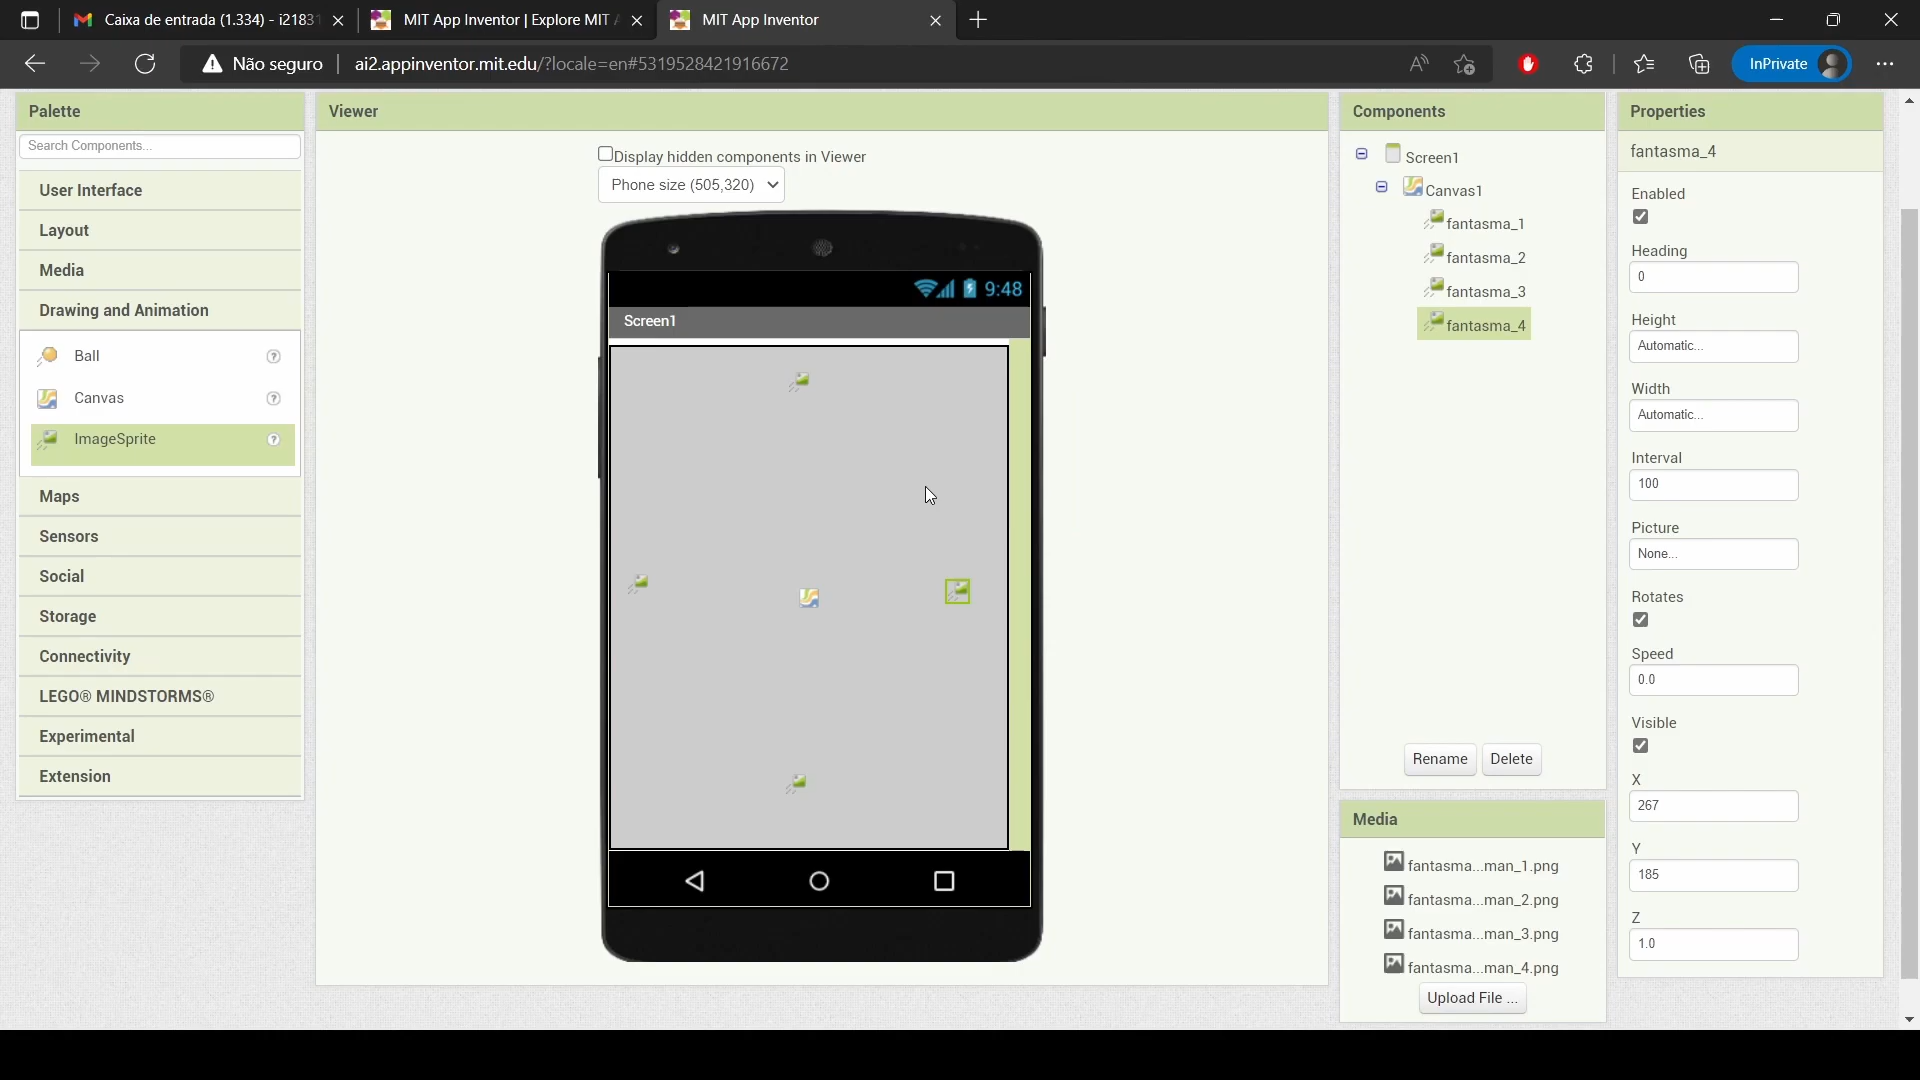 Caixa de entrada (1.334) - i2183
MIT App Inventor | Explore MIT A
MIT App Inventor
Não seguro
ai2.appinventor.mit.edu/?locale=en#5319528421916672
InPrivate
Palette
Search Components...
User Interface
Layout
Media
Drawing and Animation
Ball
?
Canvas
?
ImageSprite
?
Maps
Sensors
Social
Storage
Connectivity
LEGO® MINDSTORMS®
Experimental
Extension
Viewer
Display hidden components in Viewer
Phone size (505,320)
9:48
Screen1
Components
Screen1
Canvas1
fantasma_1
fantasma_2
fantasma_3
fantasma_4
Rename
Delete
Media
fantasma...man_1.png
fantasma...man_2.png
fantasma...man_3.png
fantasma...man_4.png
Upload File ...
Properties
fantasma_4
Enabled
Heading
0
Height
Automatic...
Width
Automatic...
Interval
100
Picture
None...
Rotates
Speed
0.0
Visible
X
267
Y
185
Z
1.0